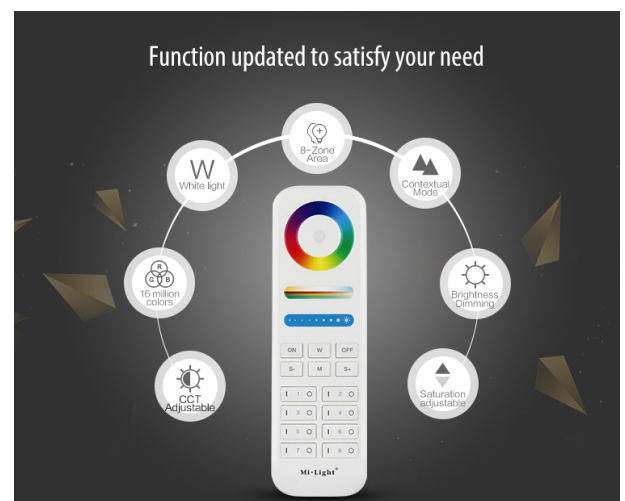 Function updated to satisfy your need
8-Zone
Area
W
White light
Contextual
Mode
R
G B
16 million
colors
Brightness
Dimming
CCT
Adjustable
Saturation
adjustable
ON W OFF
S- M S+
I 1 O I 2 O
I 3 O I 4 O
I 5 O I 6 O
I 7 O I 8 O
Mi·Light®